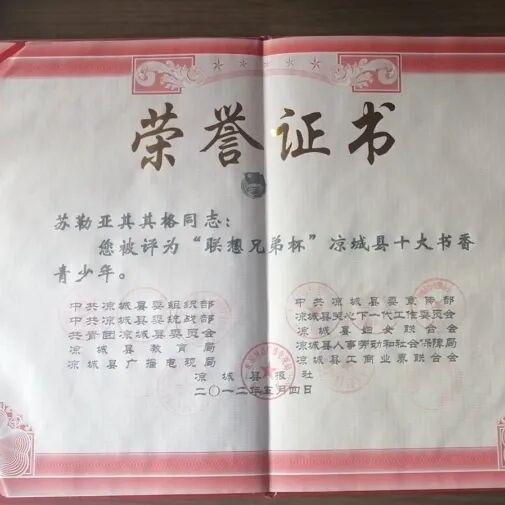 荣誉证书
苏勒亚其其格同志：
您被评为“联想兄弟杯”凉城县十大书香
青少年。
中共凉城县委组织部
中共凉城县委统战部
共青团凉城县委员会
凉城县教育局
凉城县广播电视局
中共凉城县委宣传部
凉城县关心下一代工作委员会
凉城县妇女联合会
凉城县人事劳动和社会保障局
凉城县工商业界联合会
凉城县报社
二〇一二年五月四日